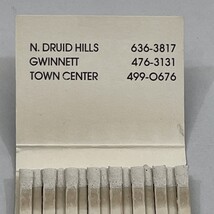 N. DRUID HILLS 636-3817
GWINNETT 476-3131
TOWN CENTER 499-0676